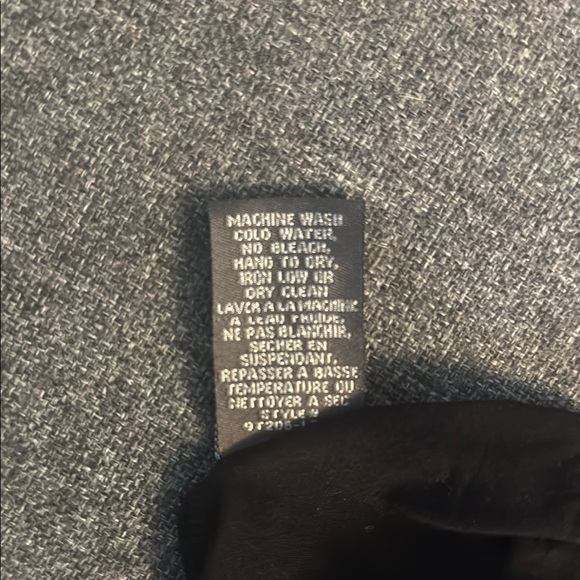 MACHINE WASH
COLD WATER,
NO BLEACH,
HANG TO DRY,
IRON LOW OR
DRY CLEAN
LAVER A LA MACHINE
A L'EAU FROIDE,
NE PAS BLANCHIR,
SECHER EN
SUSPENDANT,
REPASSER A BASSE
TEMPERATURE OU
NETTOYER A SEC
STYLE #